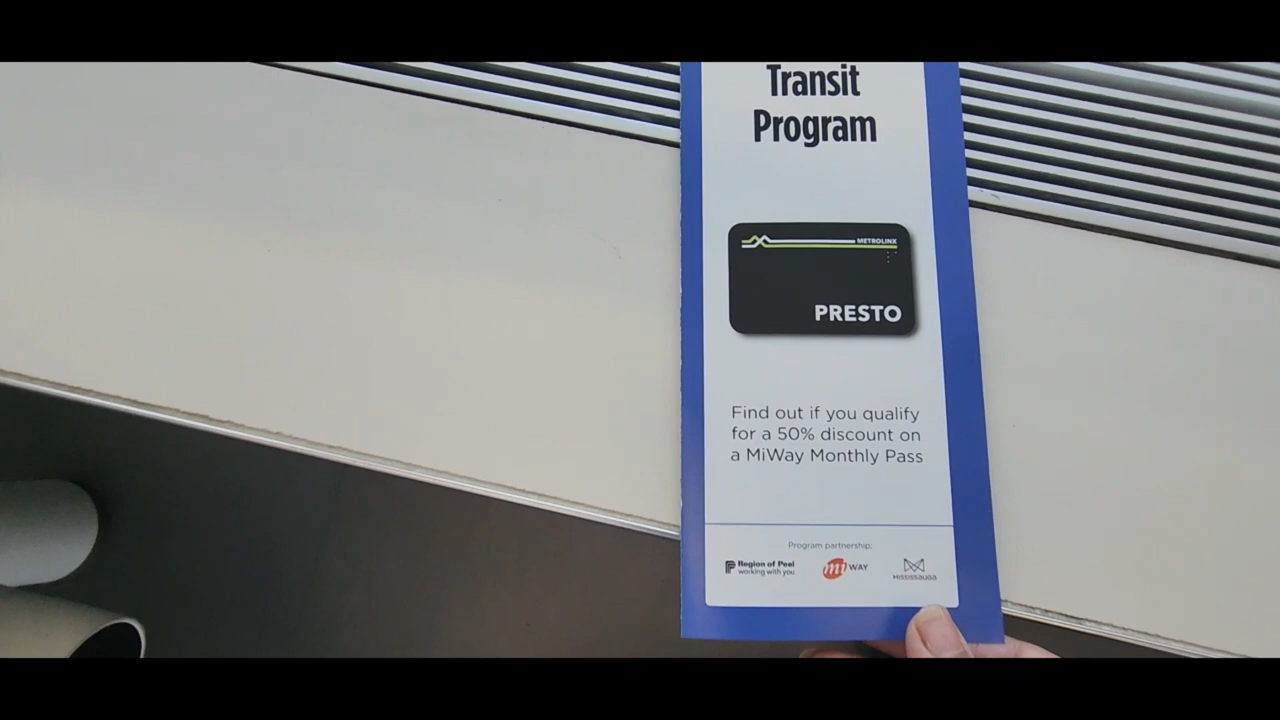 Transit
Program
METROLINX
PRESTO
Find out if you qualify
for a 50% discount on
a MiWay Monthly Pass
Program partnership:
Region of Peel
working with you
mi WAY
MISSISSAUGA